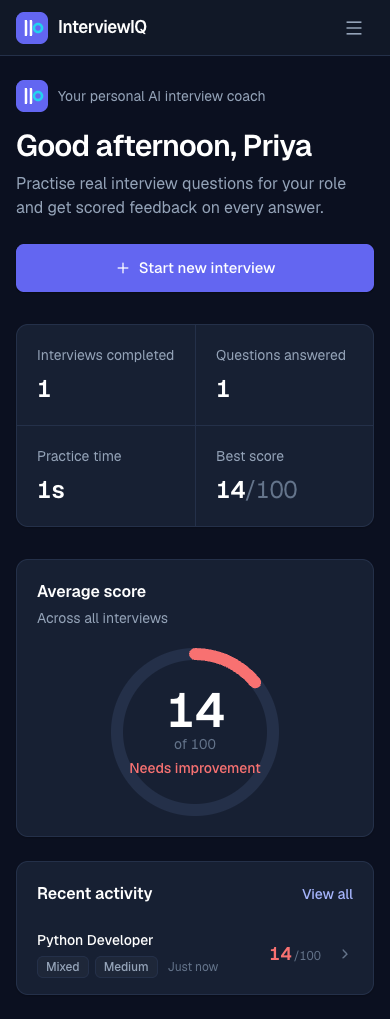 InterviewIQ
Your personal AI interview coach
Good afternoon, Priya
Practise real interview questions for your role
and get scored feedback on every answer.
+ Start new interview
Interviews completed
1
Questions answered
1
Practice time
1s
Best score
14/100
Average score
Across all interviews
14
of 100
Needs improvement
Recent activity
View all
Python Developer
14/100
Mixed Medium Just now